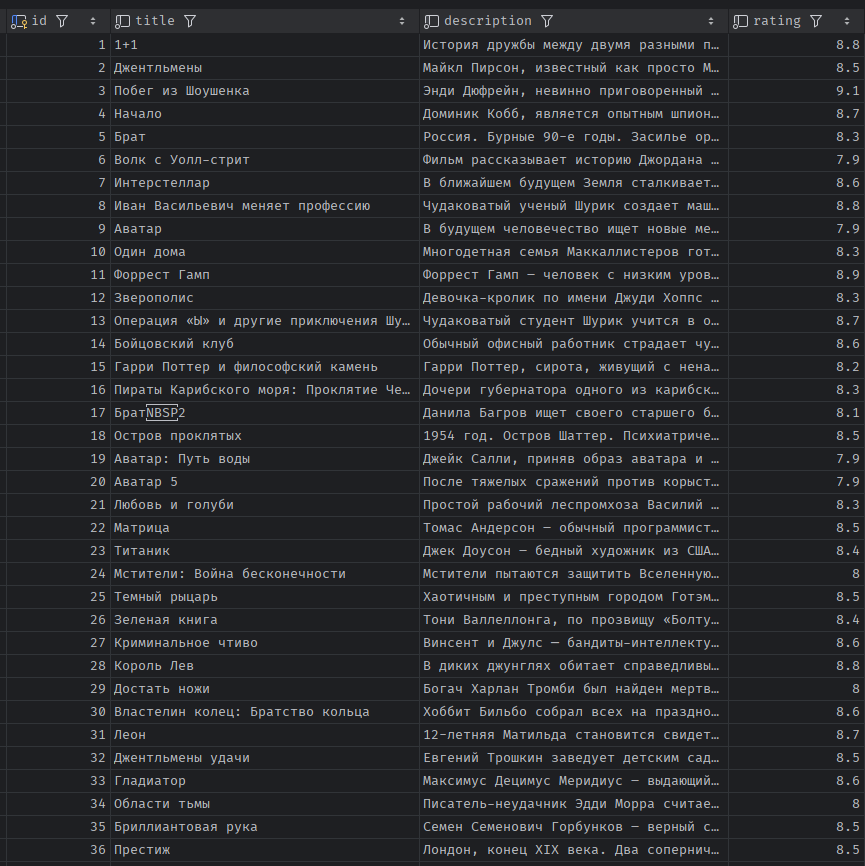 id title description rating
1 1+1 История дружбы между двумя разными п… 8.8
2 Джентльмены Майкл Пирсон, известный как просто М… 8.5
3 Побег из Шоушенка Энди Дюфрейн, невинно приговоренный … 9.1
4 Начало Доминик Кобб, является опытным шпион… 8.7
5 Брат Россия. Бурные 90-е годы. Засилье ор… 8.3
6 Волк с Уолл-стрит Фильм рассказывает историю Джордана … 7.9
7 Интерстеллар В ближайшем будущем Земля сталкивает… 8.6
8 Иван Васильевич меняет профессию Чудаковатый ученый Шурик создает маш… 8.8
9 Аватар В будущем человечество ищет новые ме… 7.9
10 Один дома Многодетная семья Маккаллистеров гот… 8.3
11 Форрест Гамп Форрест Гамп — человек с низким уров… 8.9
12 Зверополис Девочка-кролик по имени Джуди Хоппс … 8.3
13 Операция «Ы» и другие приключения Шу… Чудаковатый студент Шурик учится в о… 8.7
14 Бойцовский клуб Обычный офисный работник страдает чу… 8.6
15 Гарри Поттер и философский камень Гарри Поттер, сирота, живущий с нена… 8.2
16 Пираты Карибского моря: Проклятие Че… Дочери губернатора одного из карибск… 8.3
17 БратNBSP2 Данила Багров ищет своего старшего б… 8.1
18 Остров проклятых 1954 год. Остров Шаттер. Психиатриче… 8.5
19 Аватар: Путь воды Джейк Салли, приняв образ аватара и … 7.9
20 Аватар 5 После тяжелых сражений против корыст… 7.9
21 Любовь и голуби Простой рабочий леспромхоза Василий … 8.3
22 Матрица Томас Андерсон — обычный программист… 8.5
23 Титаник Джек Доусон — бедный художник из США… 8.4
24 Мстители: Война бесконечности Мстители пытаются защитить Вселенную… 8
25 Темный рыцарь Хаотичным и преступным городом Готэм… 8.5
26 Зеленая книга Тони Валлеллонга, по прозвищу «Болту… 8.4
27 Криминальное чтиво Винсент и Джулс — бандиты-интеллекту… 8.6
28 Король Лев В диких джунглях обитает справедливы… 8.8
29 Достать ножи Богач Харлан Тромби был найден мертв… 8
30 Властелин колец: Братство кольца Хоббит Бильбо собрал всех на праздно… 8.6
31 Леон 12-летняя Матильда становится свидет… 8.7
32 Джентльмены удачи Евгений Трошкин заведует детским сад… 8.5
33 Гладиатор Максимус Децимус Меридиус — выдающий… 8.6
34 Области тьмы Писатель-неудачник Эдди Морра считае… 8
35 Бриллиантовая рука Семен Семенович Горбунков — верный с… 8.5
36 Престиж Лондон, конец XIX века. Два сопернич… 8.5